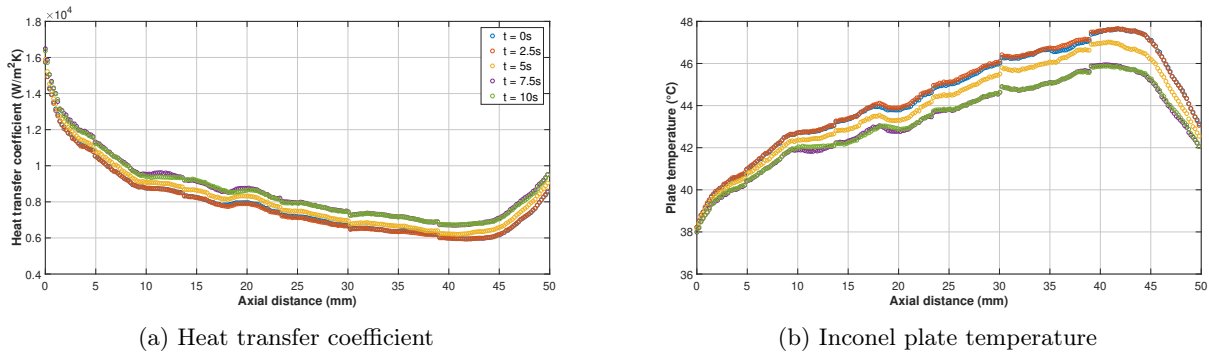 ×10⁴
1.8
1.6
1.4
1.2
1
0.8
0.6
0.4
Heat transfer coefficient (W/m²K)
0 5 10 15 20 25 30 35 40 45 50
Axial distance (mm)
t = 0s
t = 2.5s
t = 5s
t = 7.5s
t = 10s
(a) Heat transfer coefficient
48
46
44
42
40
38
36
Plate temperature (°C)
0 5 10 15 20 25 30 35 40 45 50
Axial distance (mm)
(b) Inconel plate temperature